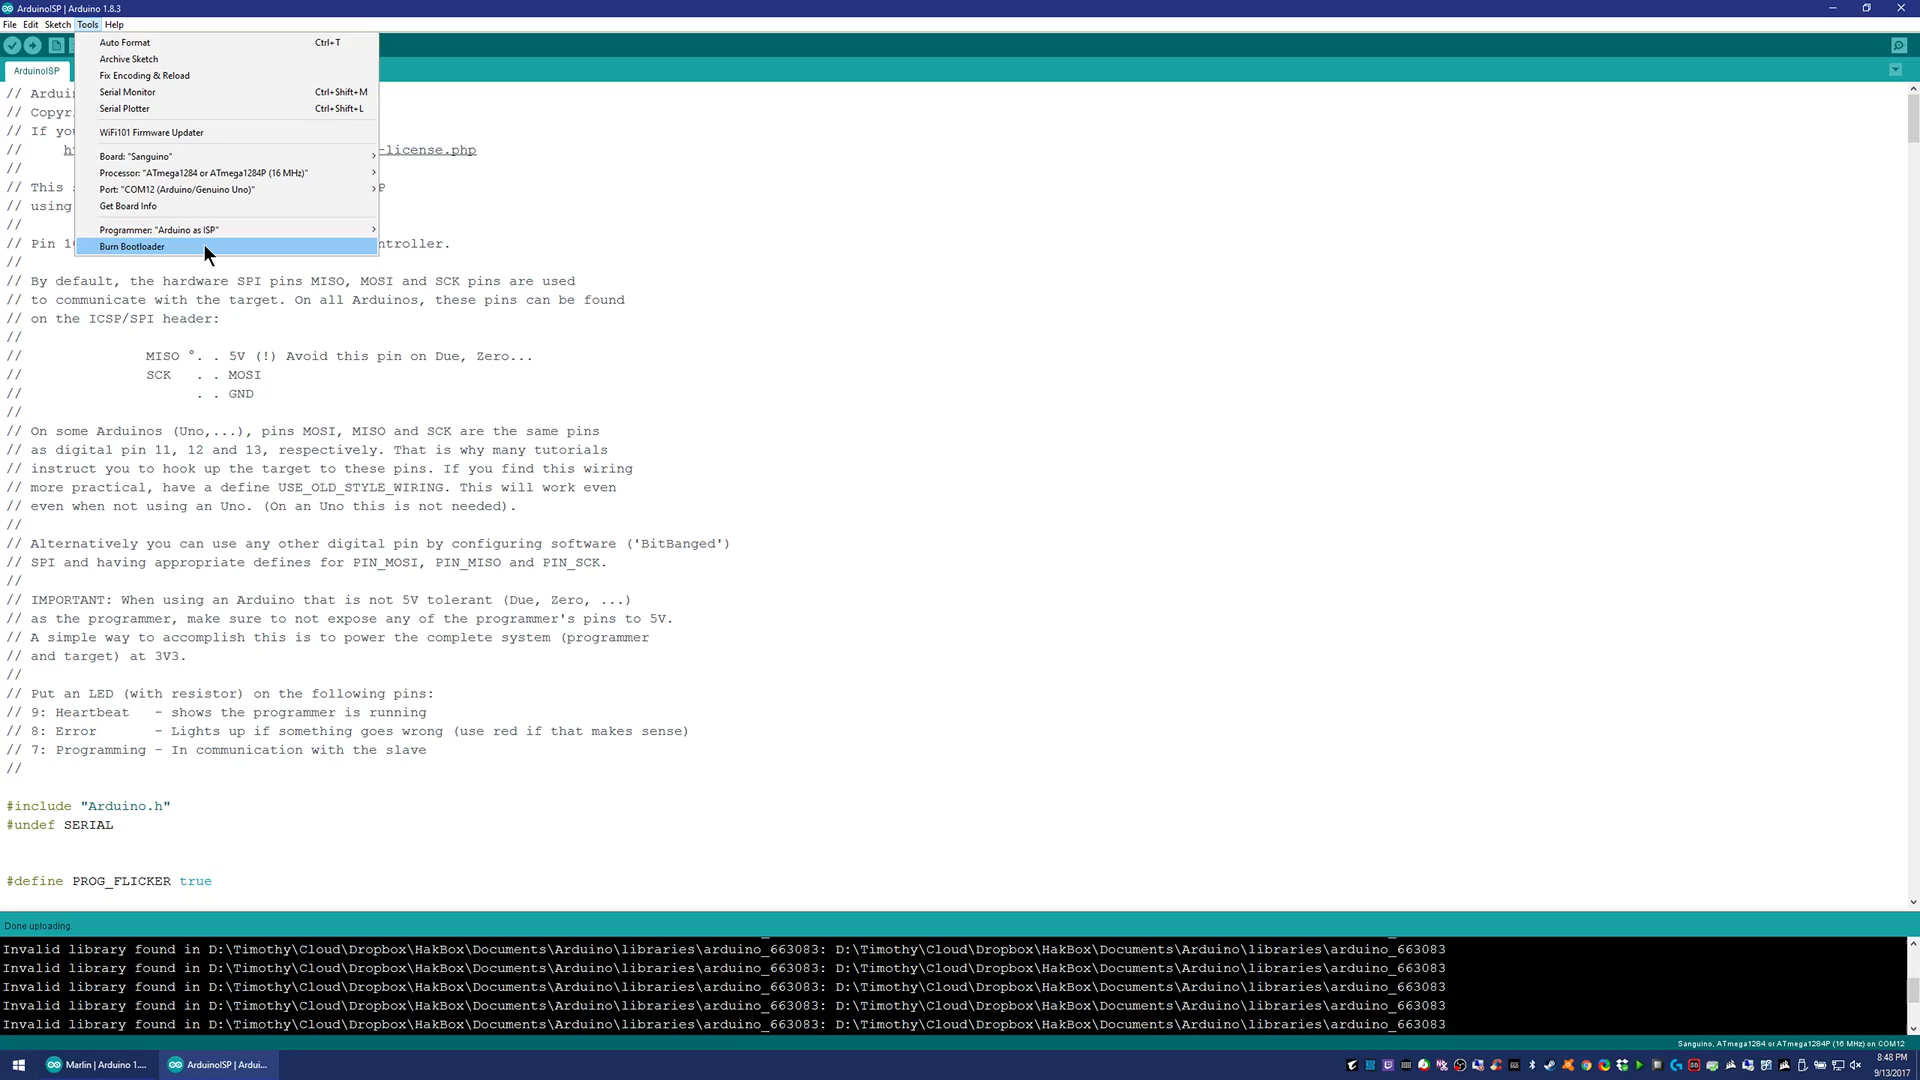 ArduinoISP | Arduino 1.8.3
File Edit Sketch Tools Help
Auto Format Ctrl+T
Archive Sketch
Fix Encoding & Reload
Serial Monitor Ctrl+Shift+M
Serial Plotter Ctrl+Shift+L
WiFi101 Firmware Updater
Board: "Sanguino"
Processor: "ATmega1284 or ATmega1284P (16 MHz)"
Port: "COM12 (Arduino/Genuino Uno)"
Get Board Info
Programmer: "Arduino as ISP"
Burn Bootloader
ArduinoISP
// Ardui
// Copyr
// If yo
// h -license.php
//
// This s P
// using
//
// Pin 1 ntroller.
//
// By default, the hardware SPI pins MISO, MOSI and SCK pins are used
// to communicate with the target. On all Arduinos, these pins can be found
// on the ICSP/SPI header:
//
// MISO °. . 5V (!) Avoid this pin on Due, Zero...
// SCK . . MOSI
// . . GND
//
// On some Arduinos (Uno,...), pins MOSI, MISO and SCK are the same pins
// as digital pin 11, 12 and 13, respectively. That is why many tutorials
// instruct you to hook up the target to these pins. If you find this wiring
// more practical, have a define USE_OLD_STYLE_WIRING. This will work even
// even when not using an Uno. (On an Uno this is not needed).
//
// Alternatively you can use any other digital pin by configuring software ('BitBanged')
// SPI and having appropriate defines for PIN_MOSI, PIN_MISO and PIN_SCK.
//
// IMPORTANT: When using an Arduino that is not 5V tolerant (Due, Zero, ...)
// as the programmer, make sure to not expose any of the programmer's pins to 5V.
// A simple way to accomplish this is to power the complete system (programmer
// and target) at 3V3.
//
// Put an LED (with resistor) on the following pins:
// 9: Heartbeat - shows the programmer is running
// 8: Error - Lights up if something goes wrong (use red if that makes sense)
// 7: Programming - In communication with the slave
//
#include "Arduino.h"
#undef SERIAL
#define PROG_FLICKER true
Done uploading.
Invalid library found in D:\Timothy\Cloud\Dropbox\HakBox\Documents\Arduino\libraries\arduino_663083: D:\Timothy\Cloud\Dropbox\HakBox\Documents\Arduino\libraries\arduino_663083
Invalid library found in D:\Timothy\Cloud\Dropbox\HakBox\Documents\Arduino\libraries\arduino_663083: D:\Timothy\Cloud\Dropbox\HakBox\Documents\Arduino\libraries\arduino_663083
Invalid library found in D:\Timothy\Cloud\Dropbox\HakBox\Documents\Arduino\libraries\arduino_663083: D:\Timothy\Cloud\Dropbox\HakBox\Documents\Arduino\libraries\arduino_663083
Invalid library found in D:\Timothy\Cloud\Dropbox\HakBox\Documents\Arduino\libraries\arduino_663083: D:\Timothy\Cloud\Dropbox\HakBox\Documents\Arduino\libraries\arduino_663083
Invalid library found in D:\Timothy\Cloud\Dropbox\HakBox\Documents\Arduino\libraries\arduino_663083: D:\Timothy\Cloud\Dropbox\HakBox\Documents\Arduino\libraries\arduino_663083
Sanguino, ATmega1284 or ATmega1284P (16 MHz) on COM12
Marlin | Arduino 1....
ArduinoISP | Ardui...
8:48 PM
9/13/2017